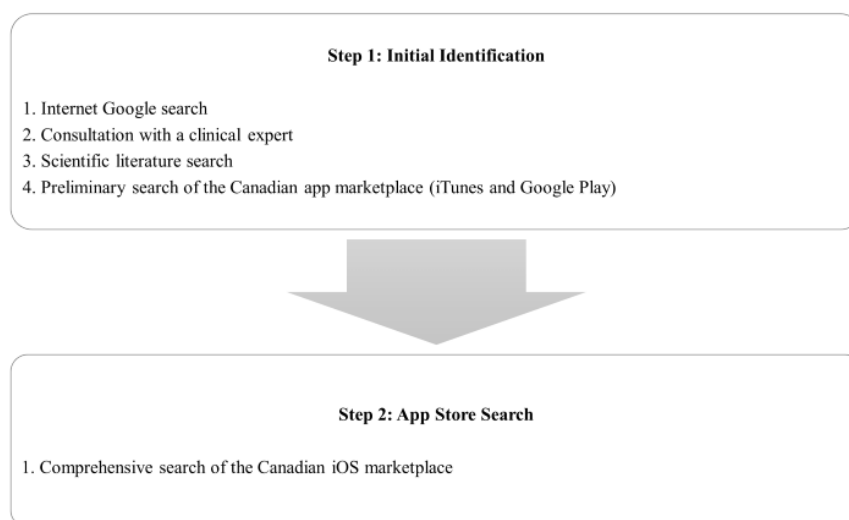 Step 1: Initial Identification
1. Internet Google search
2. Consultation with a clinical expert
3. Scientific literature search
4. Preliminary search of the Canadian app marketplace (iTunes and Google Play)
Step 2: App Store Search
1. Comprehensive search of the Canadian iOS marketplace